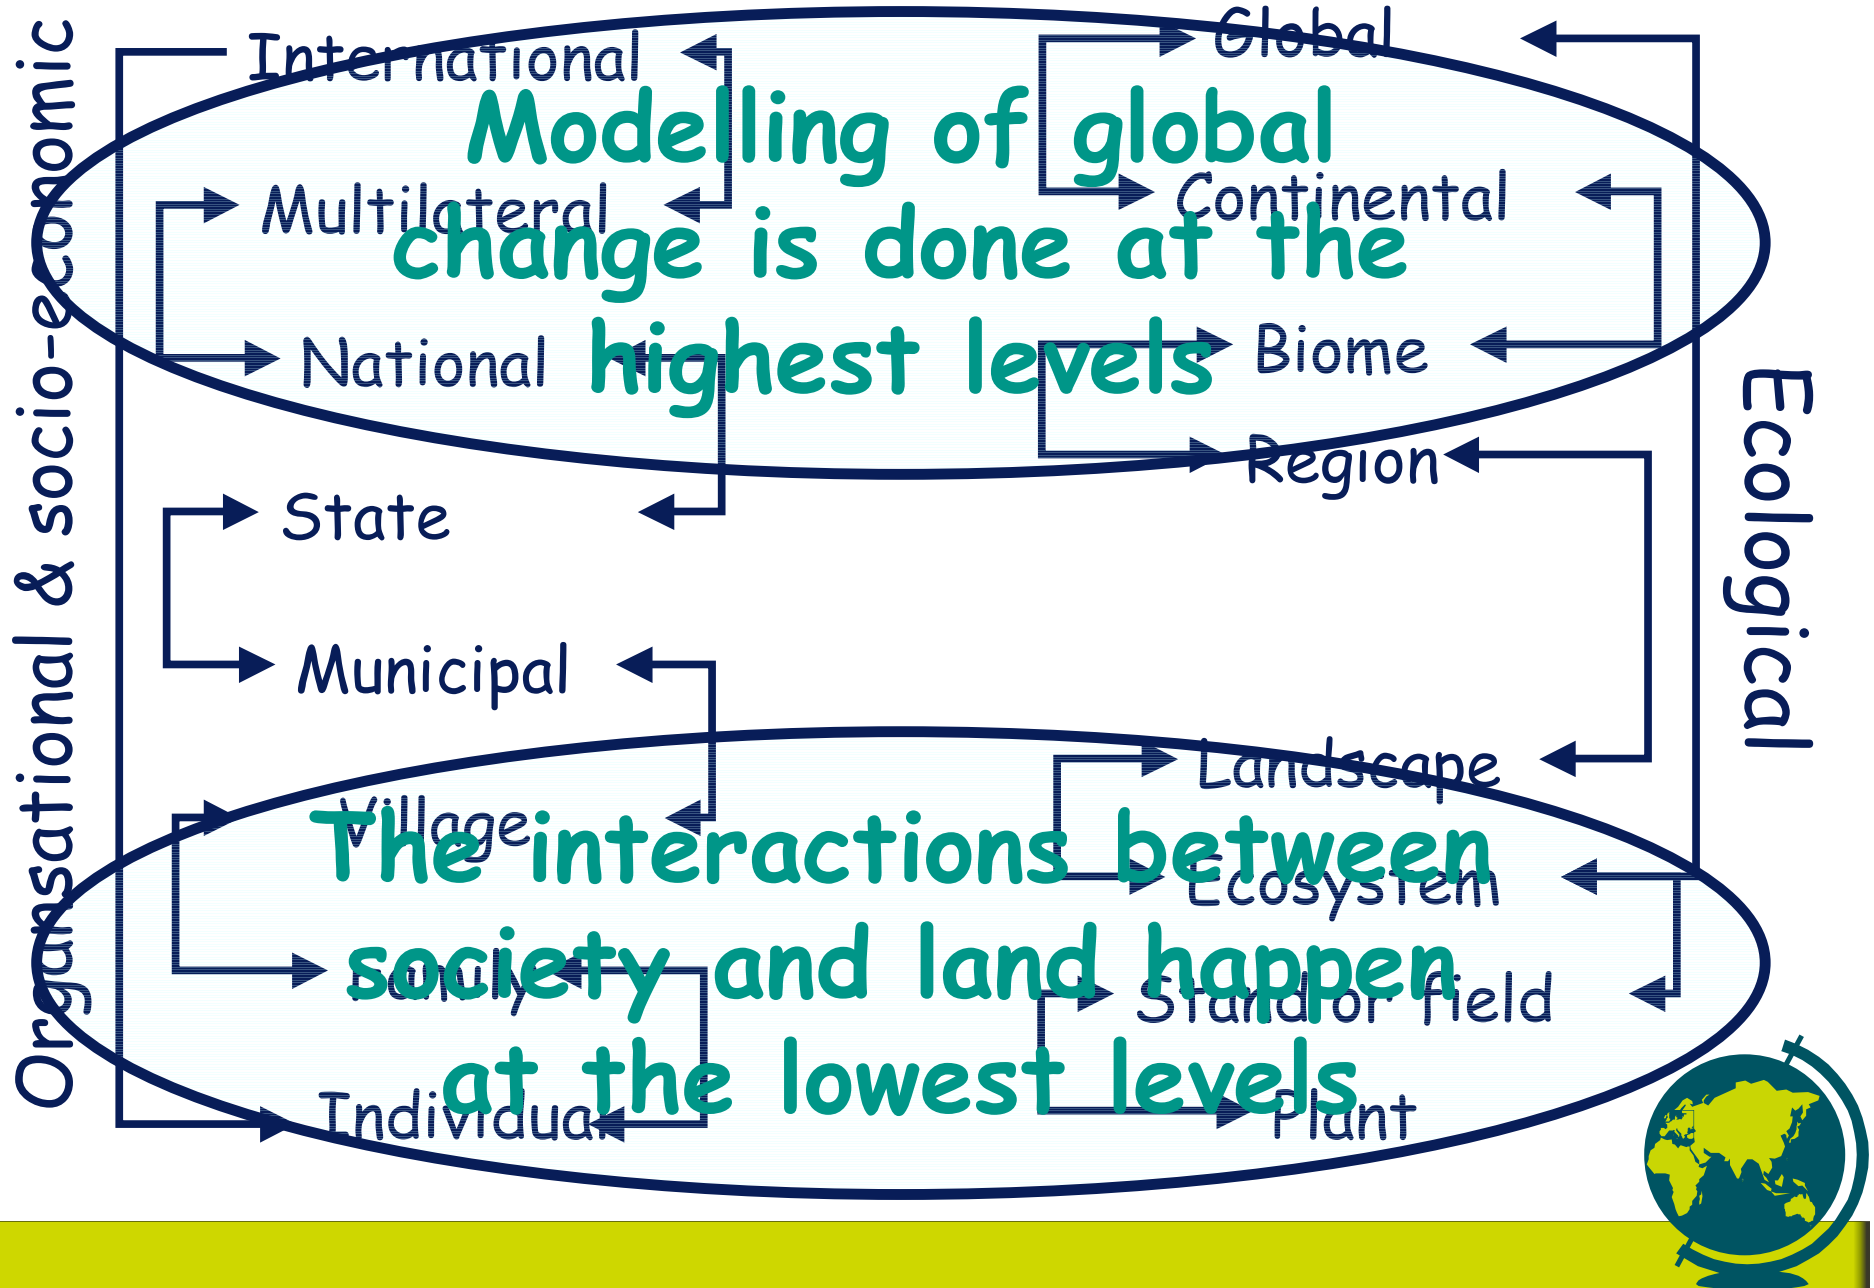 Organsational & socio-economic
International
Multilateral
National
State
Municipal
Village
Family
Individual
Global
Continental
Biome
Region
Landscape
Ecosystem
Stand or field
Plant
Ecological
Modelling of global
change is done at the
highest levels
The interactions between
society and land happen
at the lowest levels